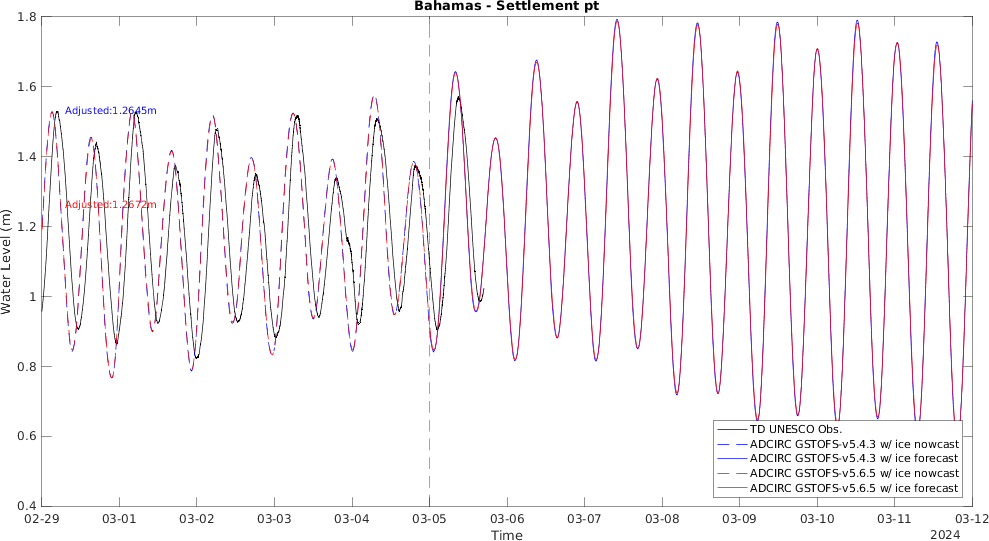 Bahamas - Settlement pt
1.8
1.6
1.4
1.2
1
0.8
0.6
0.4
Water Level (m)
Adjusted:1.2645m
Adjusted:1.2672m
TD UNESCO Obs.
ADCIRC GSTOFS-v5.4.3 w/ ice nowcast
ADCIRC GSTOFS-v5.4.3 w/ ice forecast
ADCIRC GSTOFS-v5.6.5 w/ ice nowcast
ADCIRC GSTOFS-v5.6.5 w/ ice forecast
02-29 03-01 03-02 03-03 03-04 03-05 03-06 03-07 03-08 03-09 03-10 03-11 03-12
Time
2024